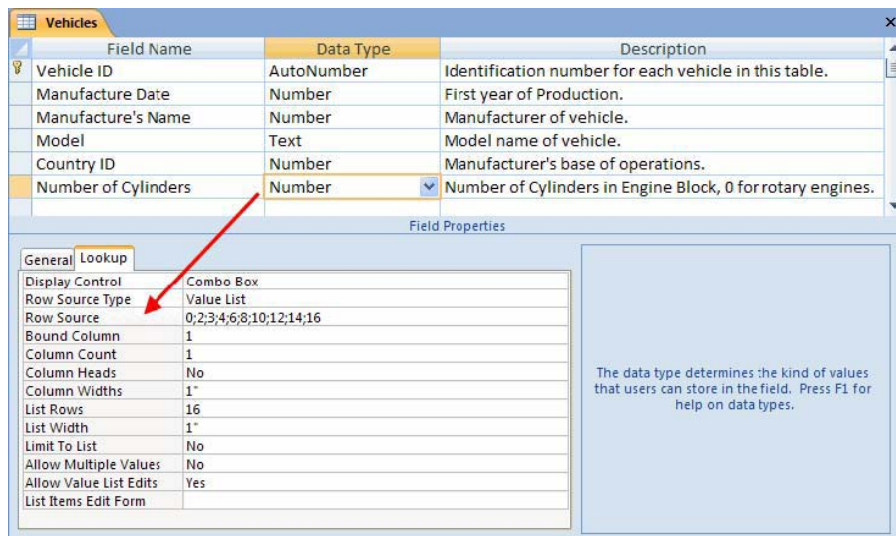 Vehicles
Field Name Data Type Description
Vehicle ID AutoNumber Identification number for each vehicle in this table.
Manufacture Date Number First year of Production.
Manufacture's Name Number Manufacturer of vehicle.
Model Text Model name of vehicle.
Country ID Number Manufacturer's base of operations.
Number of Cylinders Number Number of Cylinders in Engine Block, 0 for rotary engines.
Field Properties
General Lookup
Display Control Combo Box
Row Source Type Value List
Row Source 0;2;3;4;6;8;10;12;14;16
Bound Column 1
Column Count 1
Column Heads No
Column Widths 1"
List Rows 16
List Width 1"
Limit To List No
Allow Multiple Values No
Allow Value List Edits Yes
List Items Edit Form
The data type determines the kind of values
that users can store in the field. Press F1 for
help on data types.